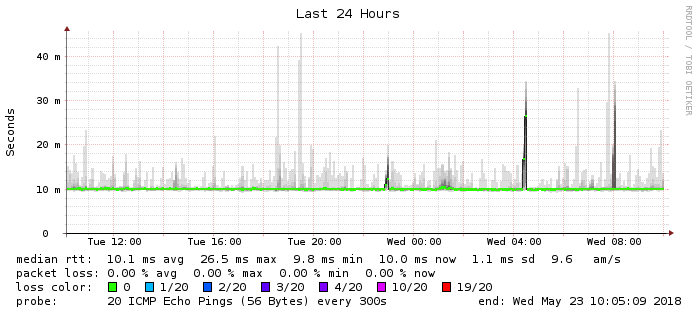 Last 24 Hours
RRDTOOL / TOBI OETIKER
Seconds
40 m
30 m
20 m
10 m
0
Tue 12:00 Tue 16:00 Tue 20:00 Wed 00:00 Wed 04:00 Wed 08:00
median rtt: 10.1 ms avg 26.5 ms max 9.8 ms min 10.0 ms now 1.1 ms sd 9.6 am/s
packet loss: 0.00 % avg 0.00 % max 0.00 % min 0.00 % now
loss color: 0 1/20 2/20 3/20 4/20 10/20 19/20
probe: 20 ICMP Echo Pings (56 Bytes) every 300s end: Wed May 23 10:05:09 2018